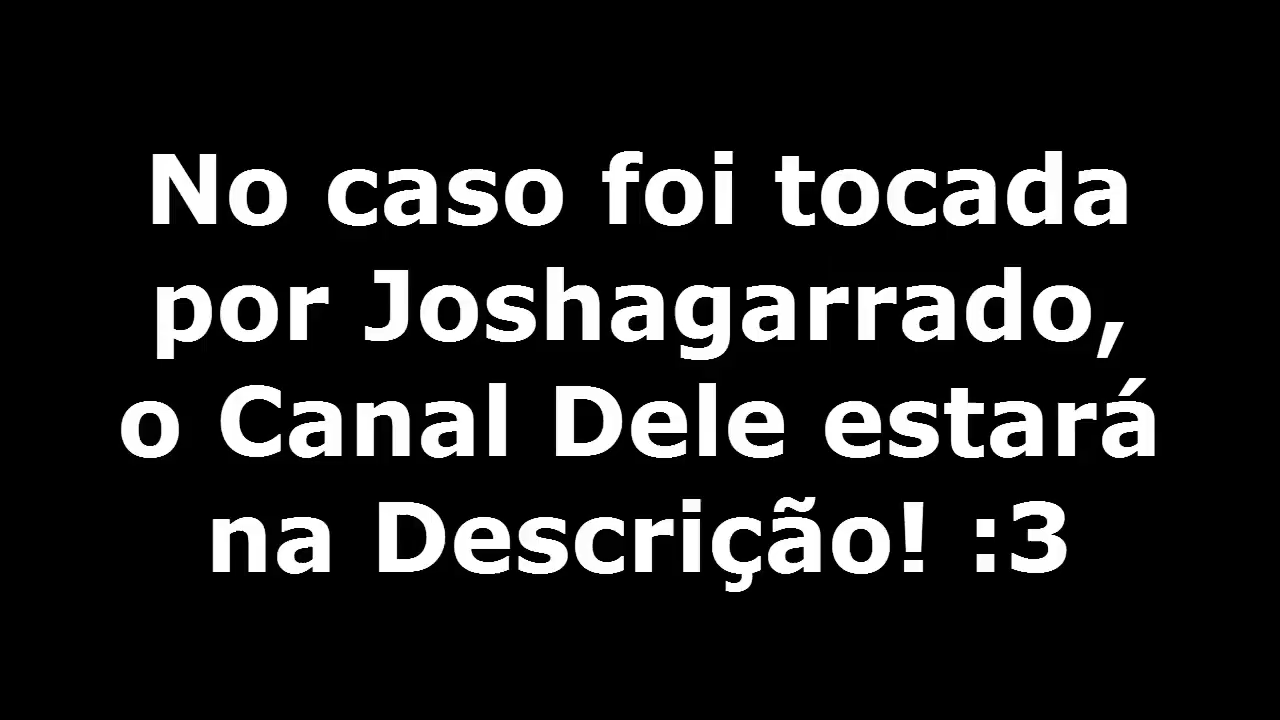 No caso foi tocada
por Joshagarrado,
o Canal Dele estará
na Descrição! :3